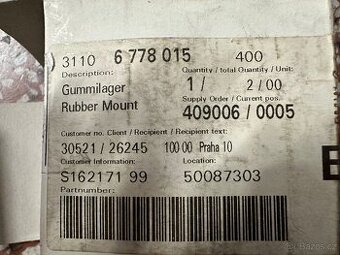 ) 3110 6 778 015 400
Description: Quantity / total Quantity / Unit:
Gummilager 1 / 2 / 00
Rubber Mount Supply Order / Current pos.
409006 / 0005
Customer no. Client / Recipient / Recipient text:
30521 / 26245 100 00 Praha 10
Customer Information: Location:
S162171 99 50087303
Partnumber: